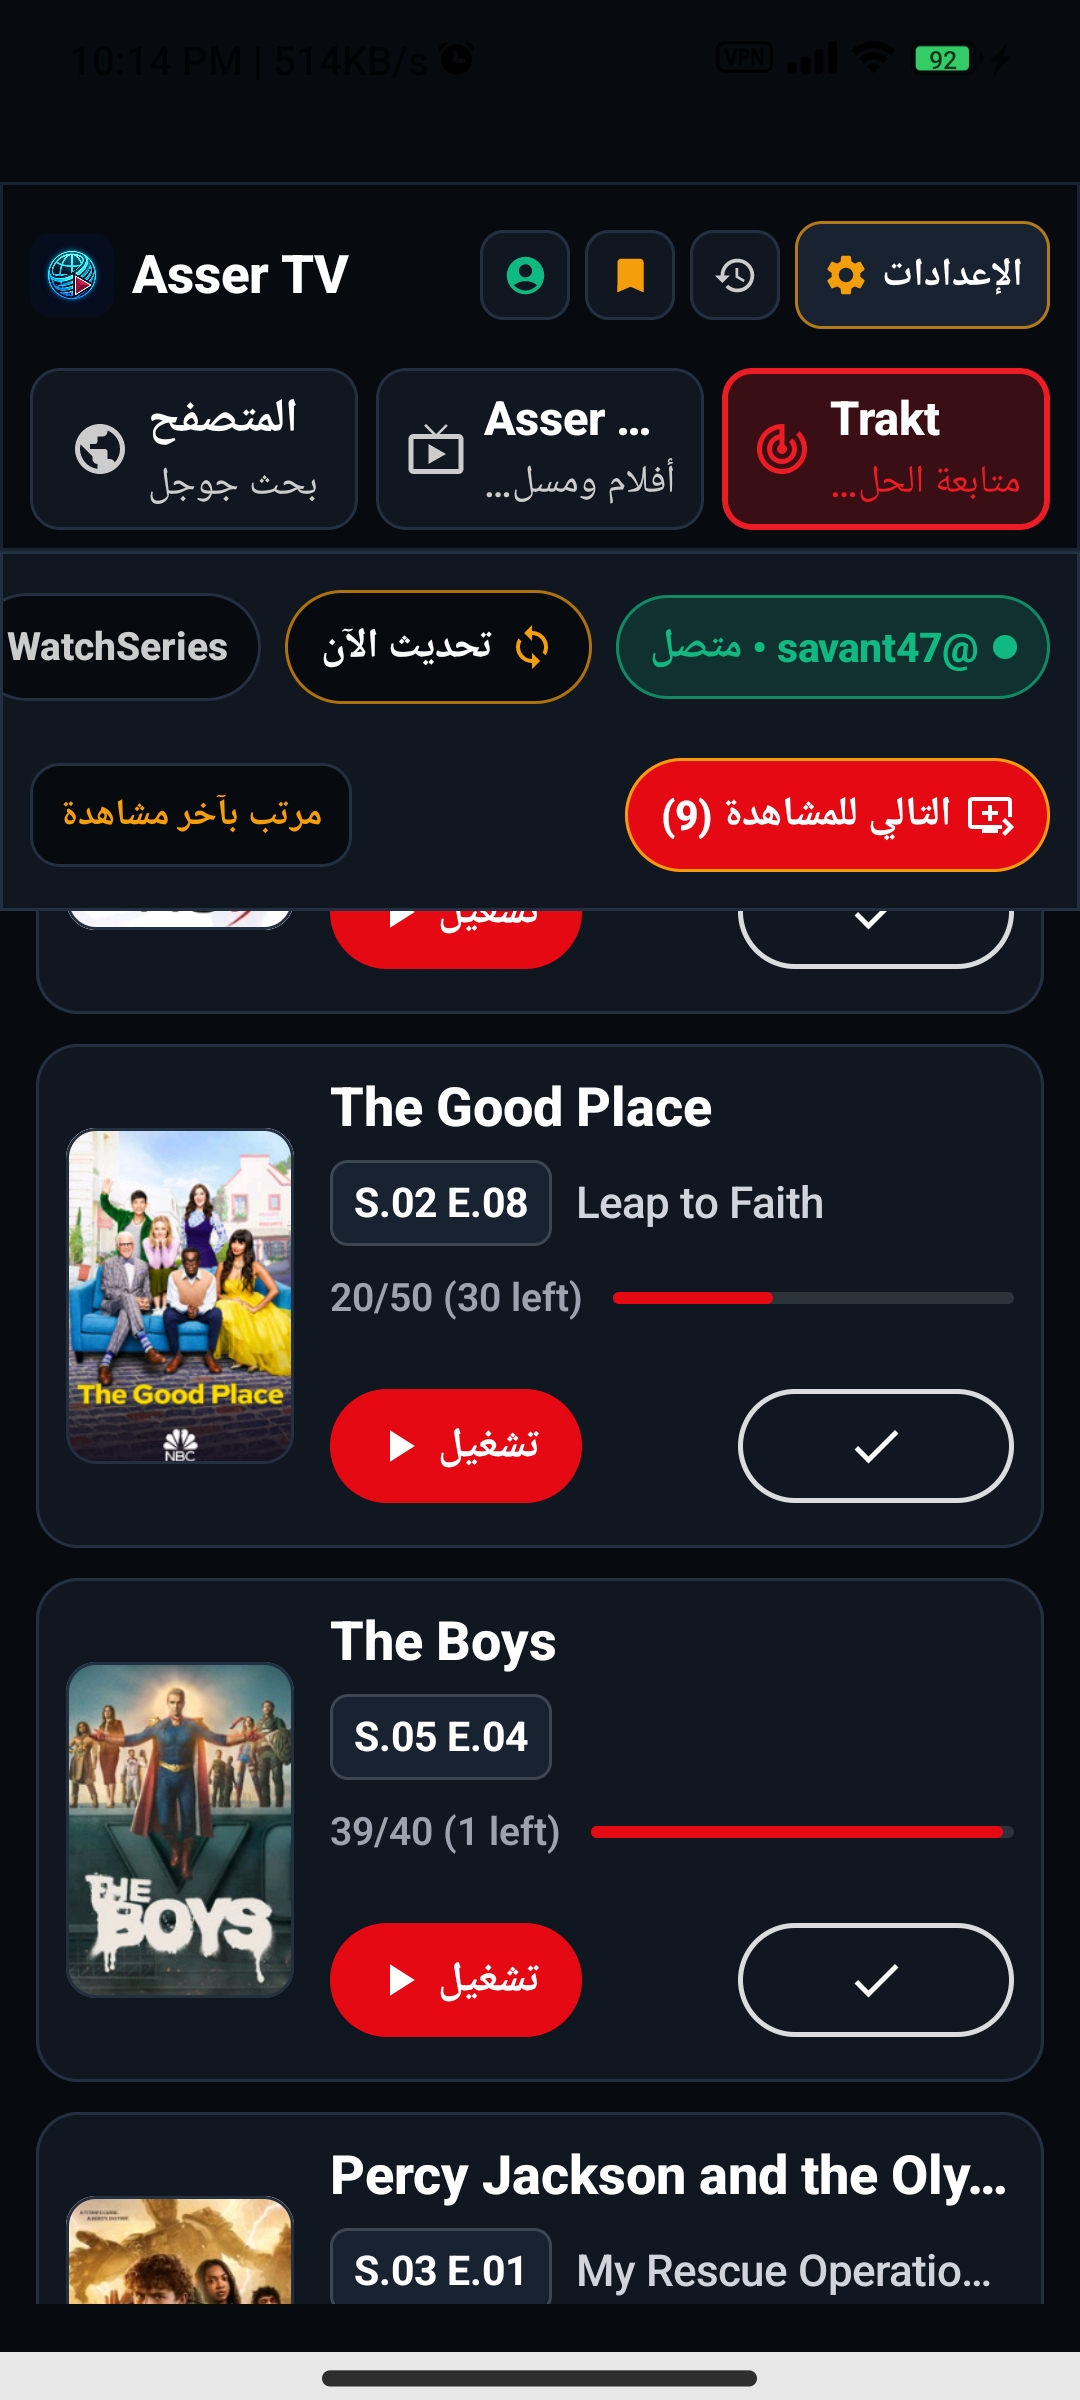 10:14 PM | 514KB/s
VPN
92
Asser TV
الإعدادات
المتصفح
بحث جوجل
Asser ...
أفلام ومسل...
Trakt
متابعة الحل...
@savant47 • متصل
تحديث الآن
WatchSeries
التالي للمشاهدة (9)
مرتب بآخر مشاهدة
تشغيل
The Good Place
S.02 E.08
Leap to Faith
20/50 (30 left)
The Good Place
NBC
تشغيل
The Boys
S.05 E.04
39/40 (1 left)
THE BOYS
تشغيل
Percy Jackson and the Oly...
S.03 E.01
My Rescue Operatio...